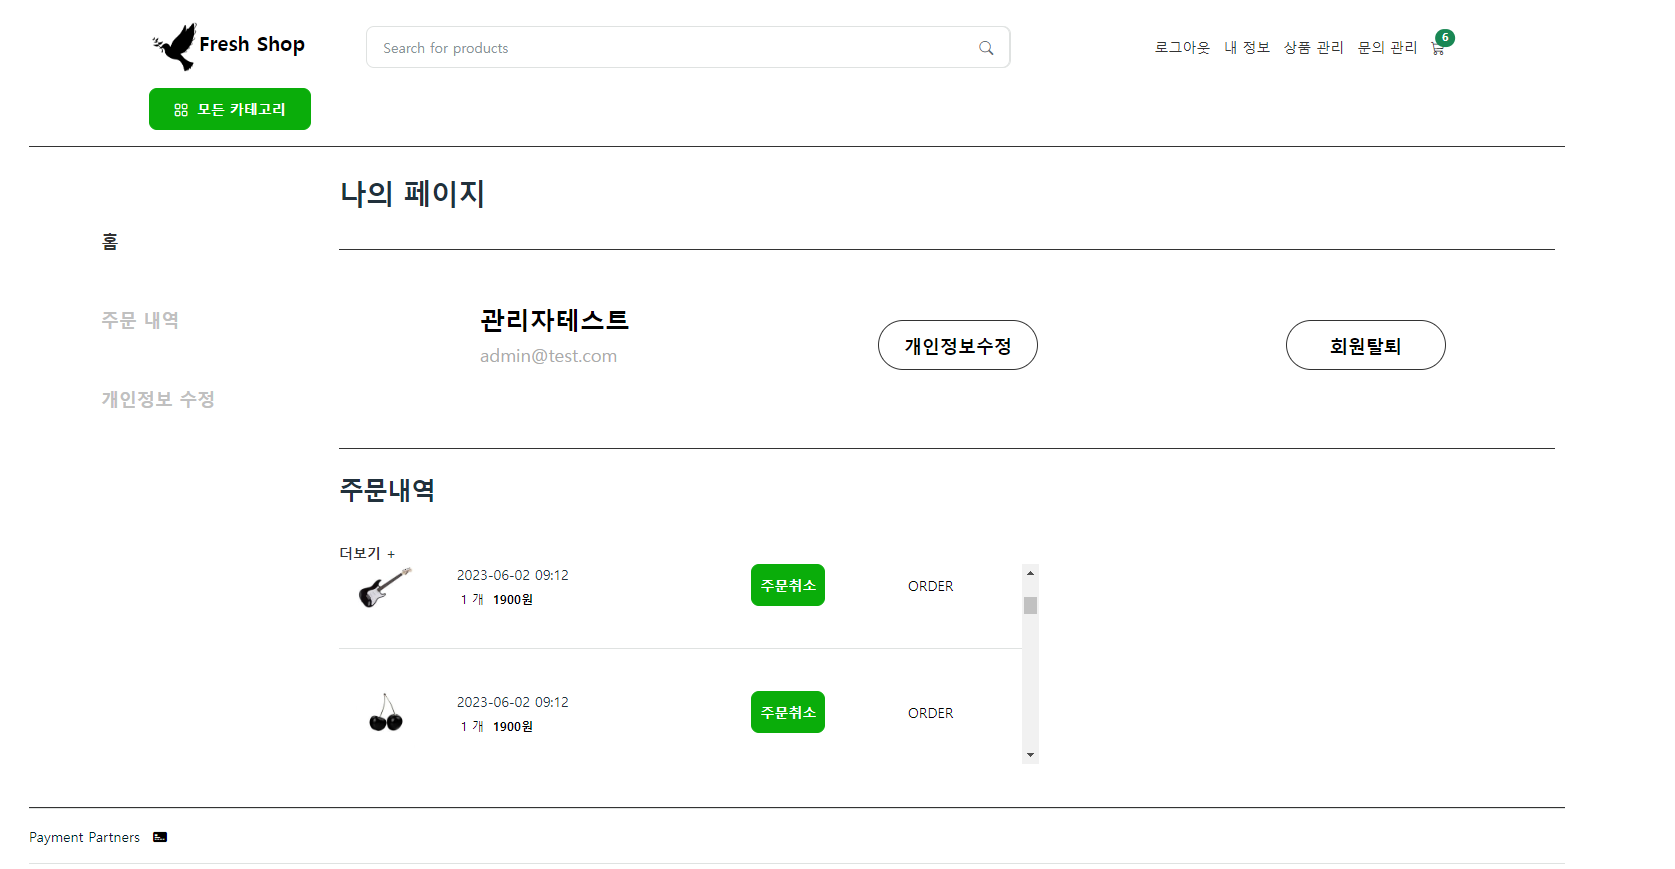 Fresh Shop
Search for products
로그아웃 내 정보 상품 관리 문의 관리 6
모든 카테고리
나의 페이지
홈
주문 내역
개인정보 수정
관리자테스트
admin@test.com
개인정보수정
회원탈퇴
주문내역
더보기 +
2023-06-02 09:12
1 개 1900원
주문취소
ORDER
2023-06-02 09:12
1 개 1900원
주문취소
ORDER
Payment Partners